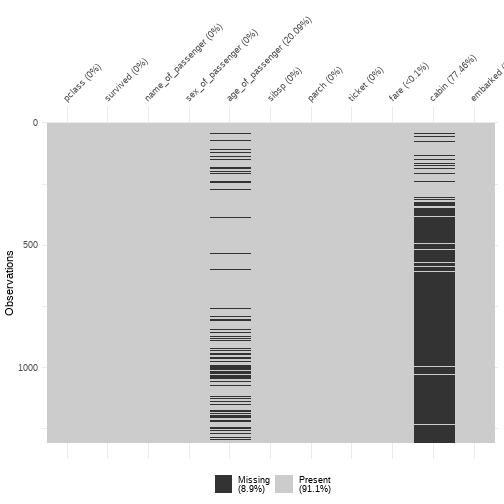 pclass (0%)
survived (0%)
name_of_passenger (0%)
sex_of_passenger (0%)
age_of_passenger (20.09%)
sibsp (0%)
parch (0%)
ticket (0%)
fare (<0.1%)
cabin (77.46%)
embarked
0
500
1000
Observations
Missing
(8.9%)
Present
(91.1%)